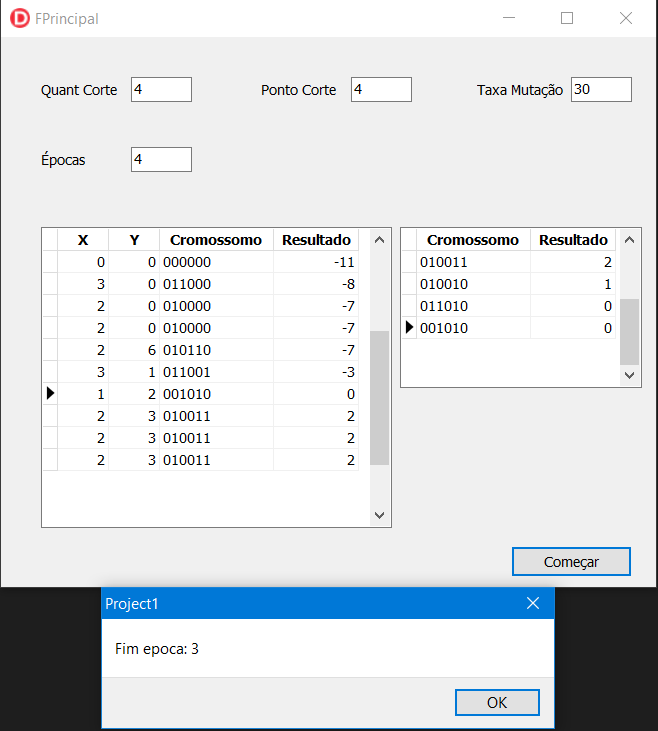 FPrincipal
Quant Corte 4 Ponto Corte 4 Taxa Mutação 30
Épocas 4
X Y Cromossomo Resultado
0 0 000000 -11
3 0 011000 -8
2 0 010000 -7
2 0 010000 -7
2 6 010110 -7
3 1 011001 -3
1 2 001010 0
2 3 010011 2
2 3 010011 2
2 3 010011 2
Cromossomo Resultado
010011 2
010010 1
011010 0
001010 0
Começar
Project1
Fim epoca: 3
OK